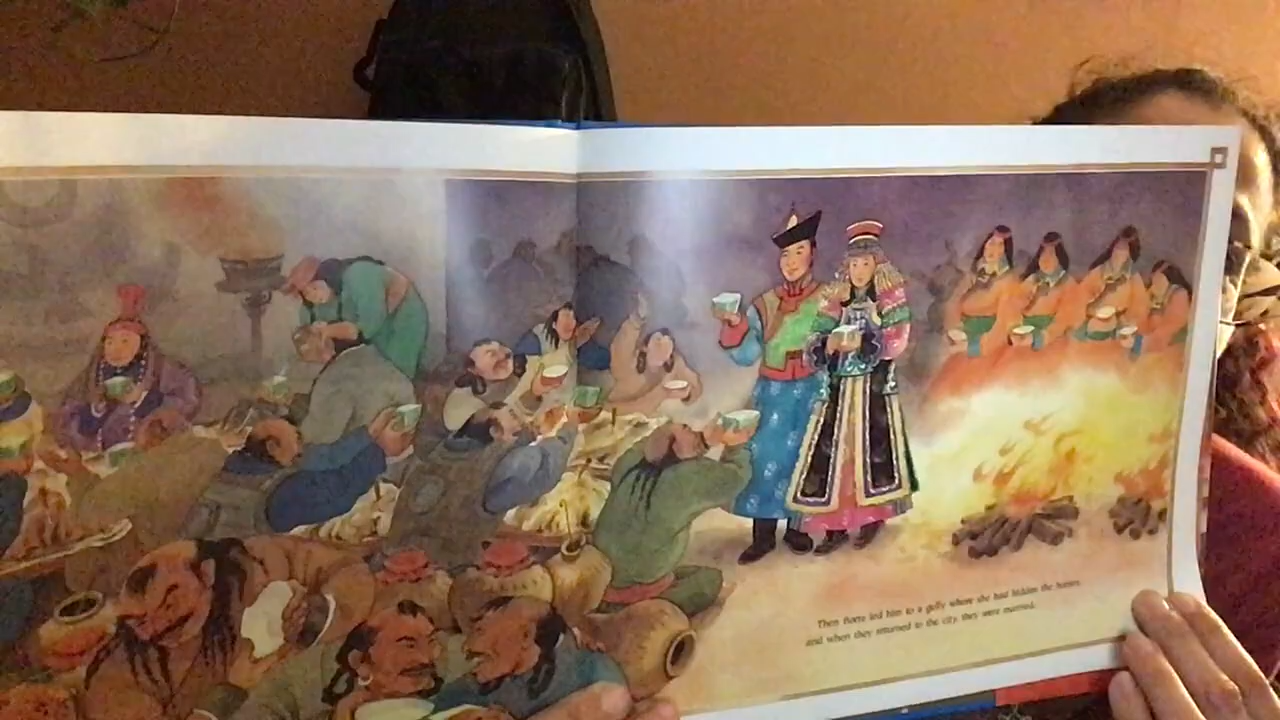 Then Borte led him to a gully where she had hidden the horses,
and when they returned to the city, they were married.